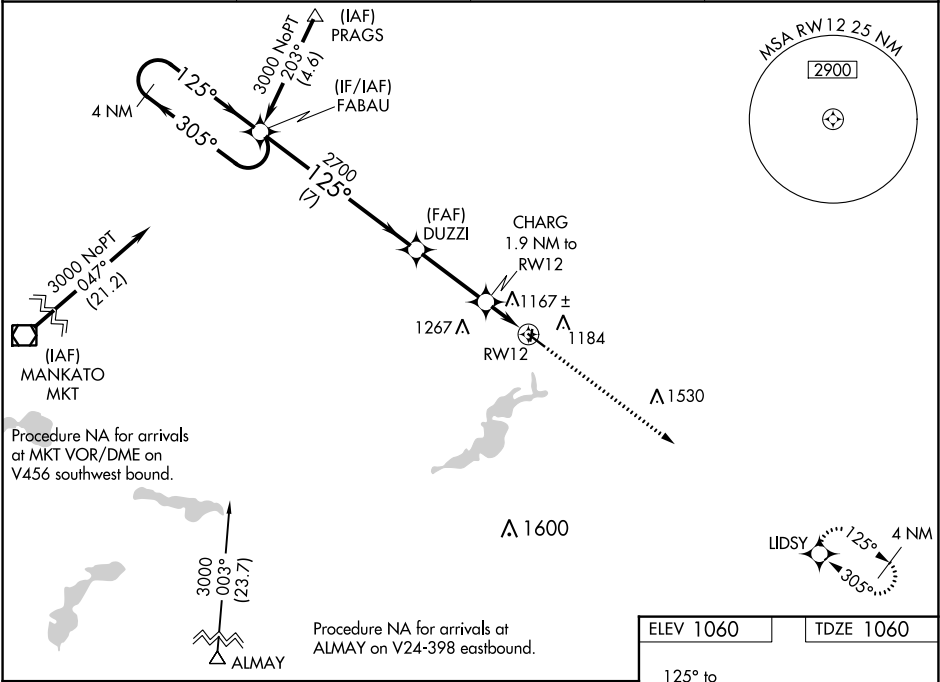 (IAF)
PRAGS
3000 NoPT
203°
(4.6)
(IF/IAF)
FABAU
125°
4 NM
305°
2700
125°
(7)
MSA RW12 25 NM
2900
(FAF)
DUZZI
CHARG
1.9 NM to
RW12
3000 NoPT
047°
(21.2)
1167 ±
1267
1184
RW12
(IAF)
MANKATO
MKT
1530
Procedure NA for arrivals
at MKT VOR/DME on
V456 southwest bound.
1600
LIDSY
125°
4 NM
305°
3000
003°
(23.7)
ALMAY
Procedure NA for arrivals at
ALMAY on V24-398 eastbound.
ELEV 1060
TDZE 1060
125° to